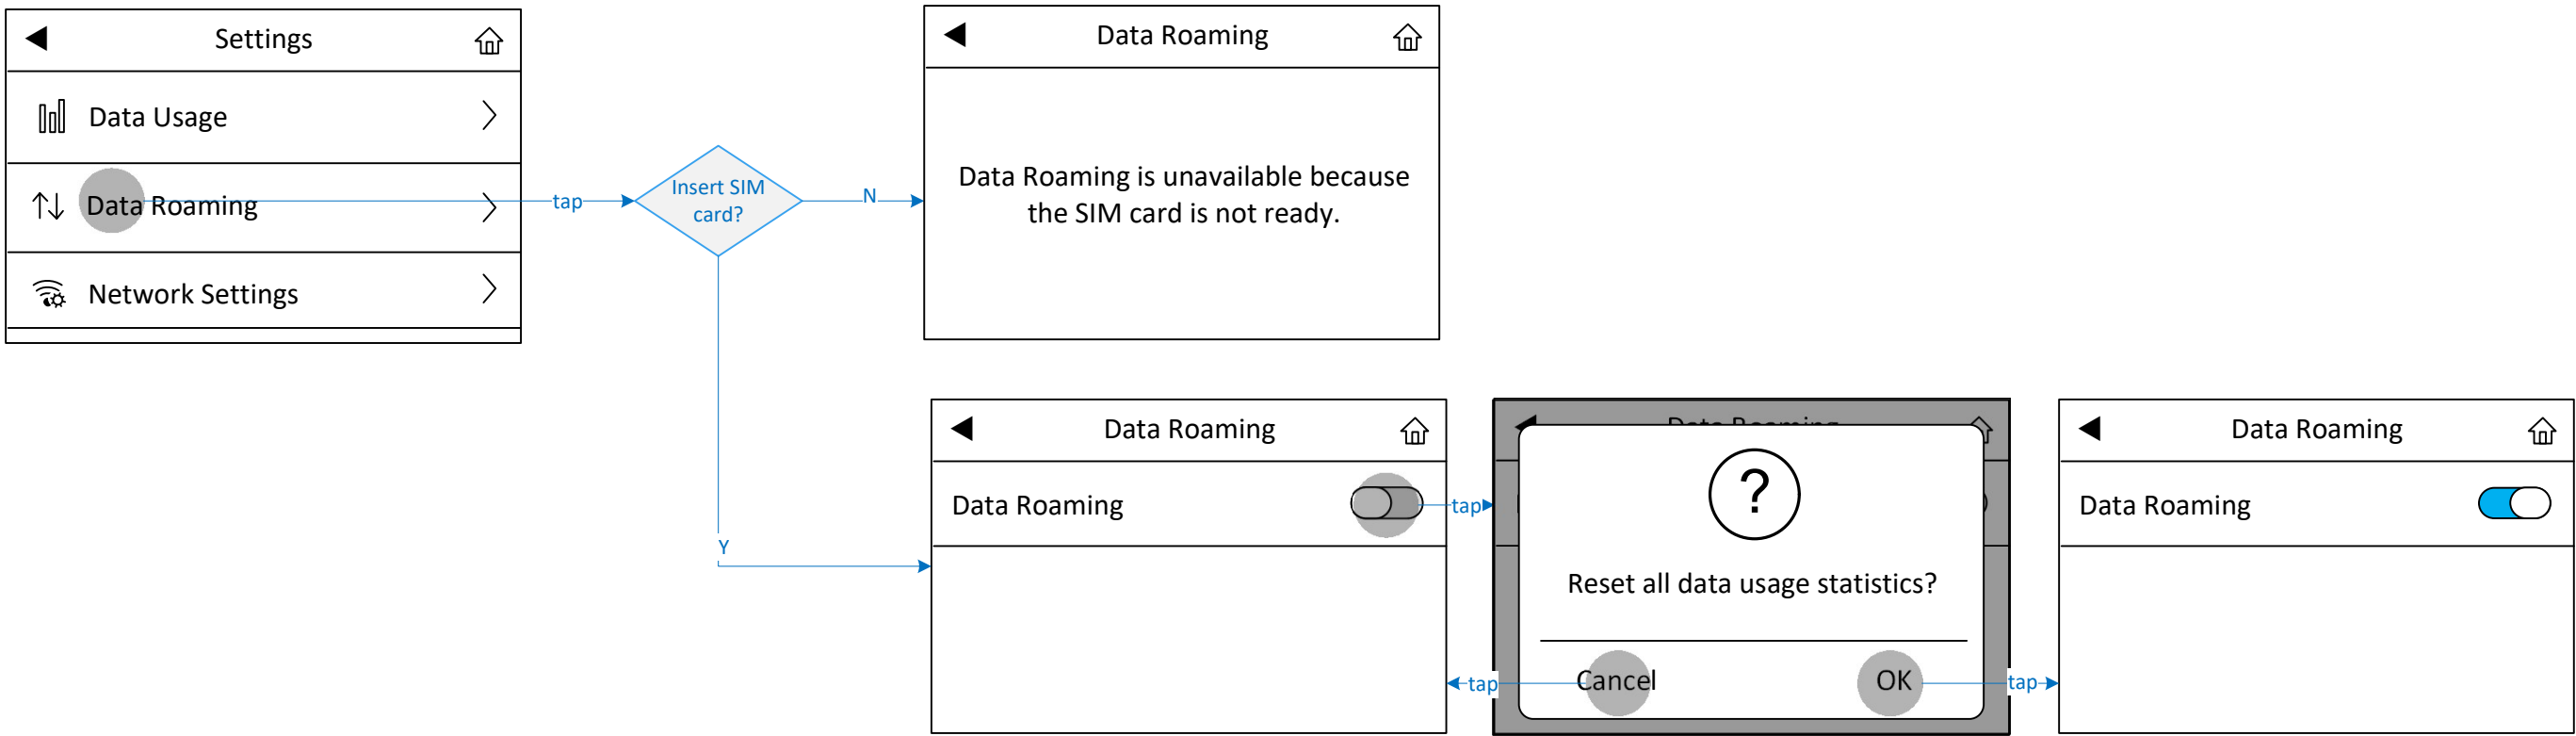 Settings
Data Usage
Data Roaming
Network Settings
tap
Insert SIM
card?
N
Y
Data Roaming
Data Roaming is unavailable because
the SIM card is not ready.
Data Roaming
Data Roaming
tap
Data Roaming
?
Reset all data usage statistics?
Cancel
OK
tap
tap
Data Roaming
Data Roaming